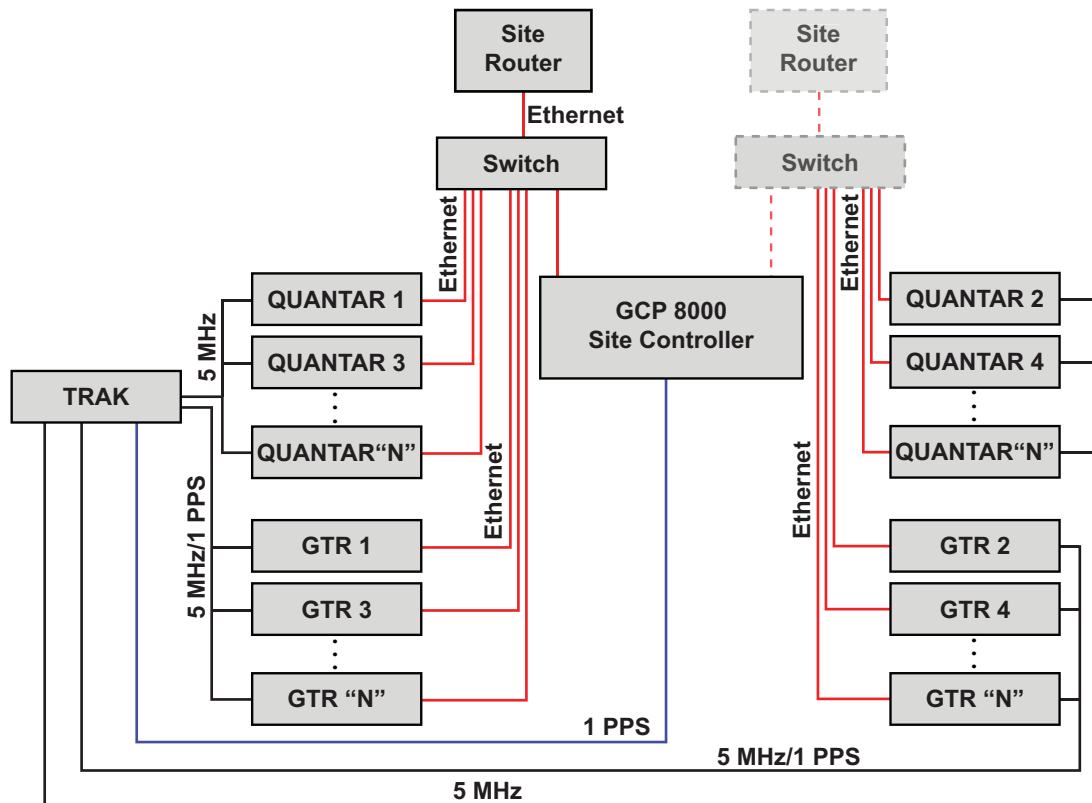 Site
Router
Ethernet
Switch
Site
Router
Switch
Ethernet
Ethernet
QUANTAR 1
QUANTAR 3
QUANTAR“N”
5 MHz
TRAK
GCP 8000
Site Controller
QUANTAR 2
QUANTAR 4
QUANTAR“N”
Ethernet
Ethernet
5 MHz/1 PPS
GTR 1
GTR 3
GTR “N”
GTR 2
GTR 4
GTR “N”
1 PPS
5 MHz/1 PPS
5 MHz